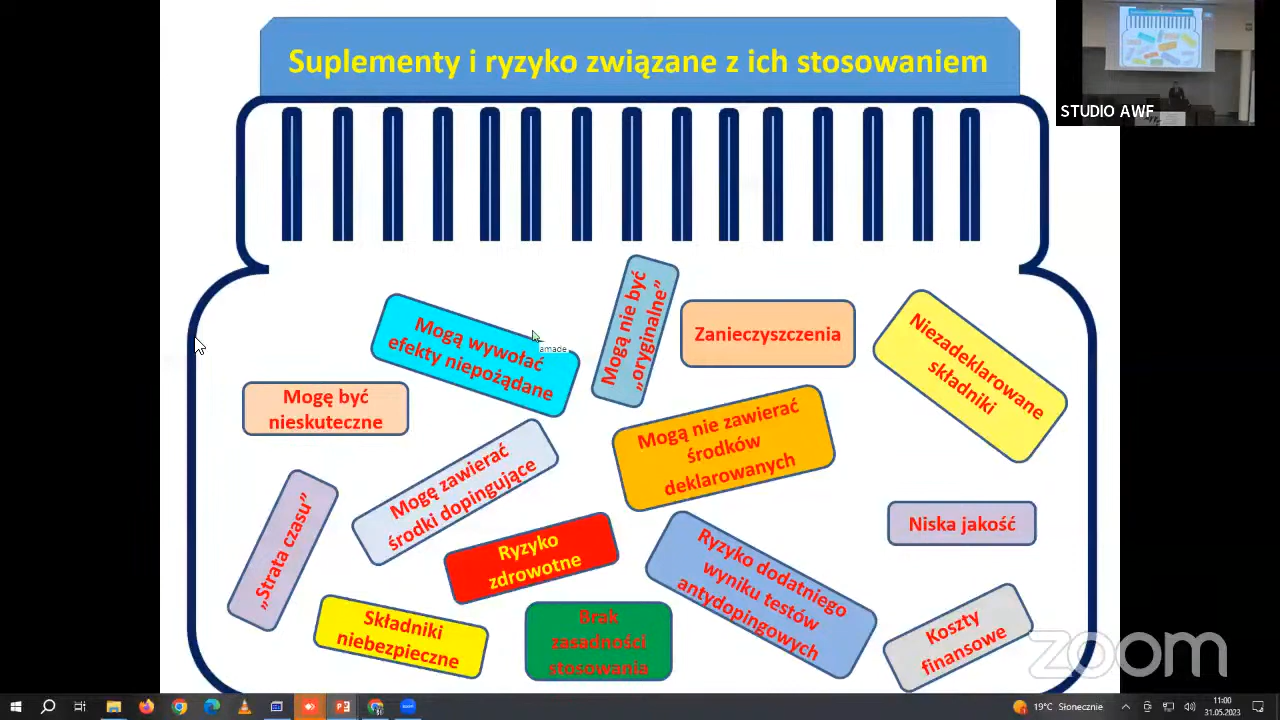 Suplementy i ryzyko związane z ich stosowaniem
STUDIO AWF
Mogą wywołać
efekty niepożądane
amade
Mogą nie być
„oryginalne”
Zanieczyszczenia
Niezadeklarowane
składniki
Mogę być
nieskuteczne
Mogę zawierać
środki dopingujące
Mogą nie zawierać
środków
deklarowanych
„Strata czasu”
Ryzyko
zdrowotne
Ryzyko dodatniego
wyniku testów
antydopingowych
Niska jakość
Składniki
niebezpieczne
Brak
zasadności
stosowania
Koszty
finansowe
zoom
19°C Słonecznie
11:00
31.05.2023